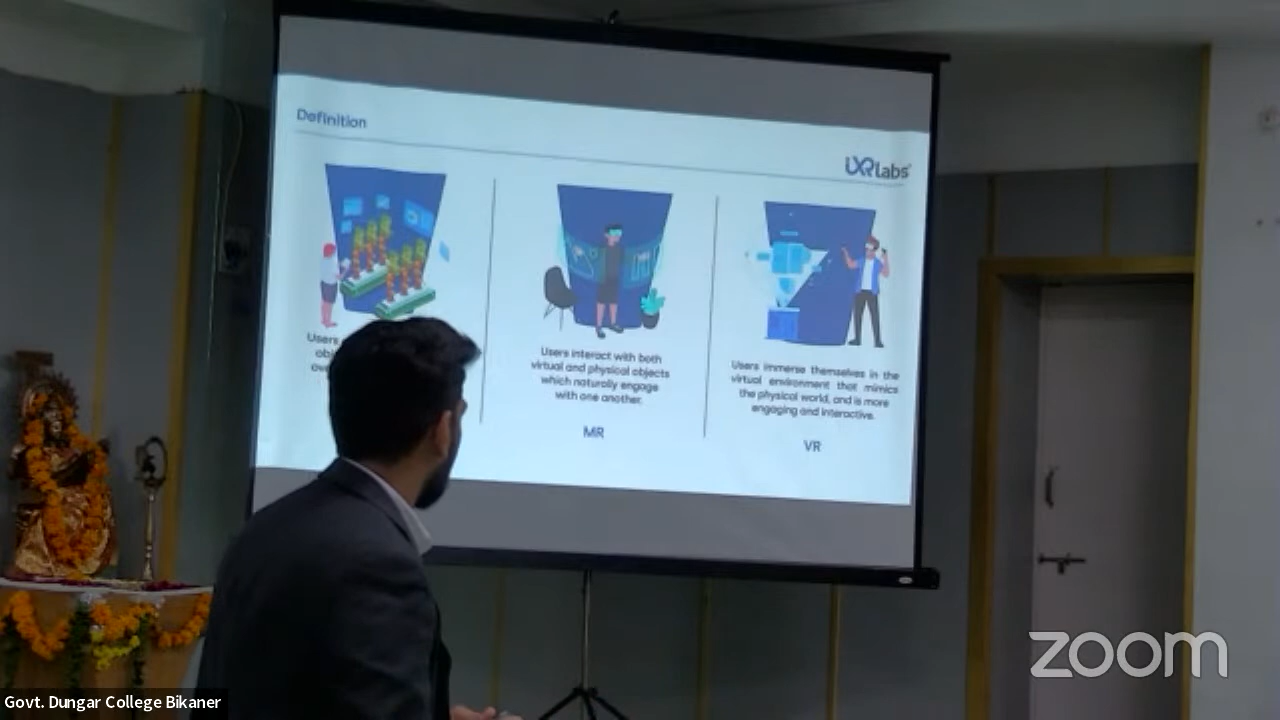 Definition
LXR labs
Users
obj
ove
Users interact with both
virtual and physical objects
which naturally engage
with one another.
MR
Users immerse themselves in the
virtual environment that mimics
the physical world, and is more
engaging and interactive.
VR
zoom
Govt. Dungar College Bikaner